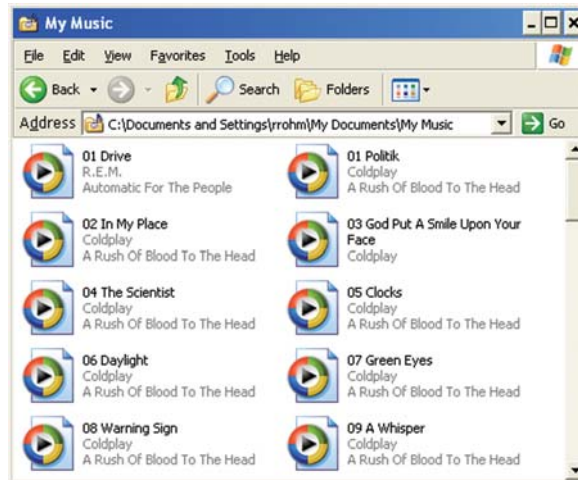 My Music
File Edit View Favorites Tools Help
Back Search Folders
Address C:\Documents and Settings\rrohm\My Documents\My Music Go
01 Drive
R.E.M.
Automatic For The People
01 Politik
Coldplay
A Rush Of Blood To The Head
02 In My Place
Coldplay
A Rush Of Blood To The Head
03 God Put A Smile Upon Your
Face
Coldplay
04 The Scientist
Coldplay
A Rush Of Blood To The Head
05 Clocks
Coldplay
A Rush Of Blood To The Head
06 Daylight
Coldplay
A Rush Of Blood To The Head
07 Green Eyes
Coldplay
A Rush Of Blood To The Head
08 Warning Sign
Coldplay
A Rush Of Blood To The Head
09 A Whisper
Coldplay
A Rush Of Blood To The Head